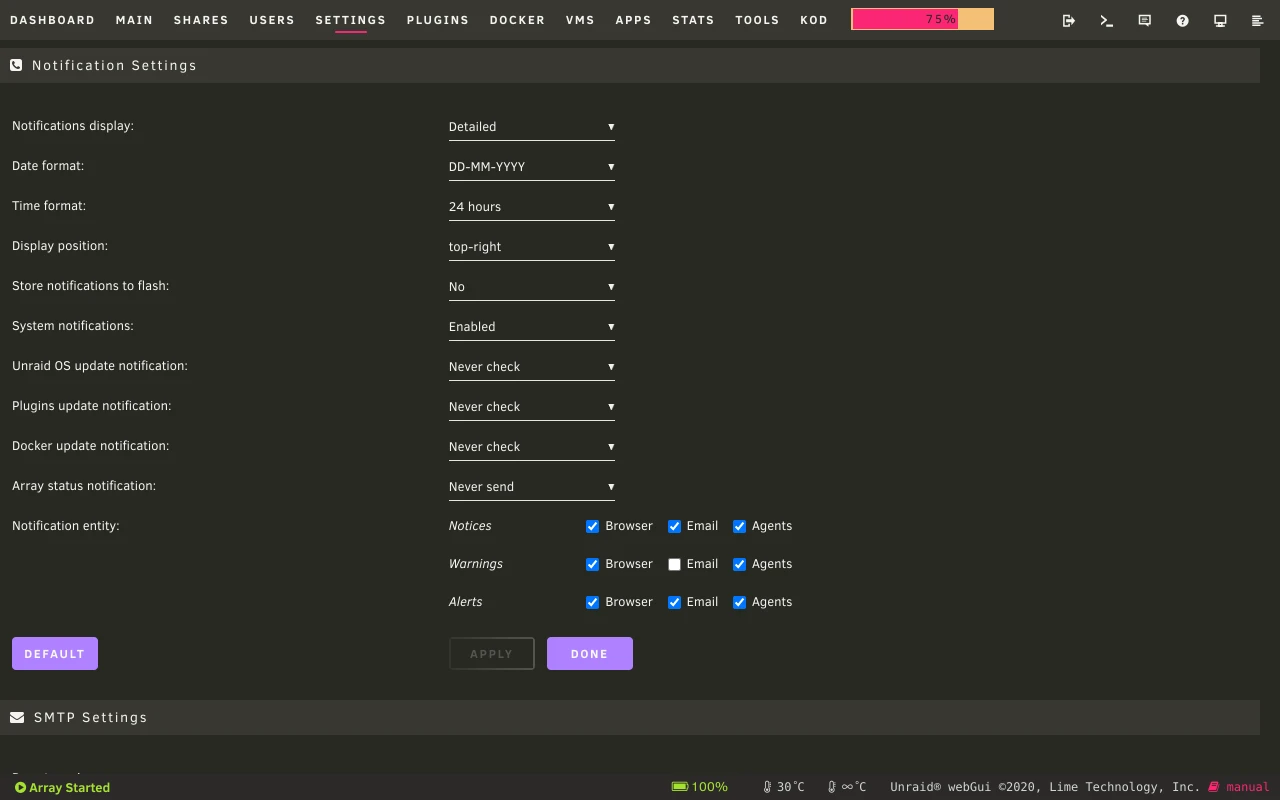 DASHBOARD MAIN SHARES USERS SETTINGS PLUGINS DOCKER VMS APPS STATS TOOLS KOD 75%
Notification Settings
Notifications display: Detailed
Date format: DD-MM-YYYY
Time format: 24 hours
Display position: top-right
Store notifications to flash: No
System notifications: Enabled
Unraid OS update notification: Never check
Plugins update notification: Never check
Docker update notification: Never check
Array status notification: Never send
Notification entity: Notices Browser Email Agents
Warnings Browser Email Agents
Alerts Browser Email Agents
DEFAULT APPLY DONE
SMTP Settings
Array Started 100% 30°C ∞°C Unraid® webGui ©2020, Lime Technology, Inc. manual